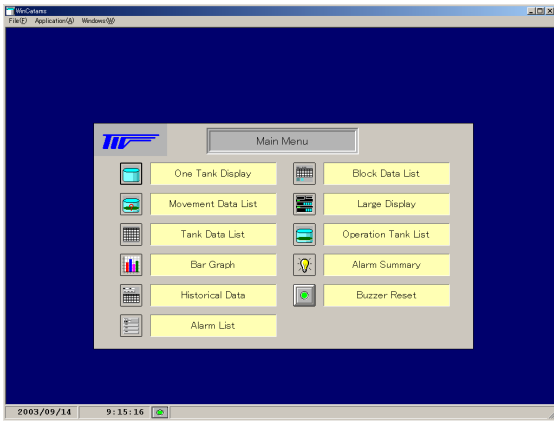 WinCatams
File(F) Application(A) Windows(W)
TIV
Main Menu
One Tank Display
Block Data List
Movement Data List
Large Display
Tank Data List
Operation Tank List
Bar Graph
Alarm Summary
Historical Data
Buzzer Reset
Alarm List
2003/09/14 9:15:16